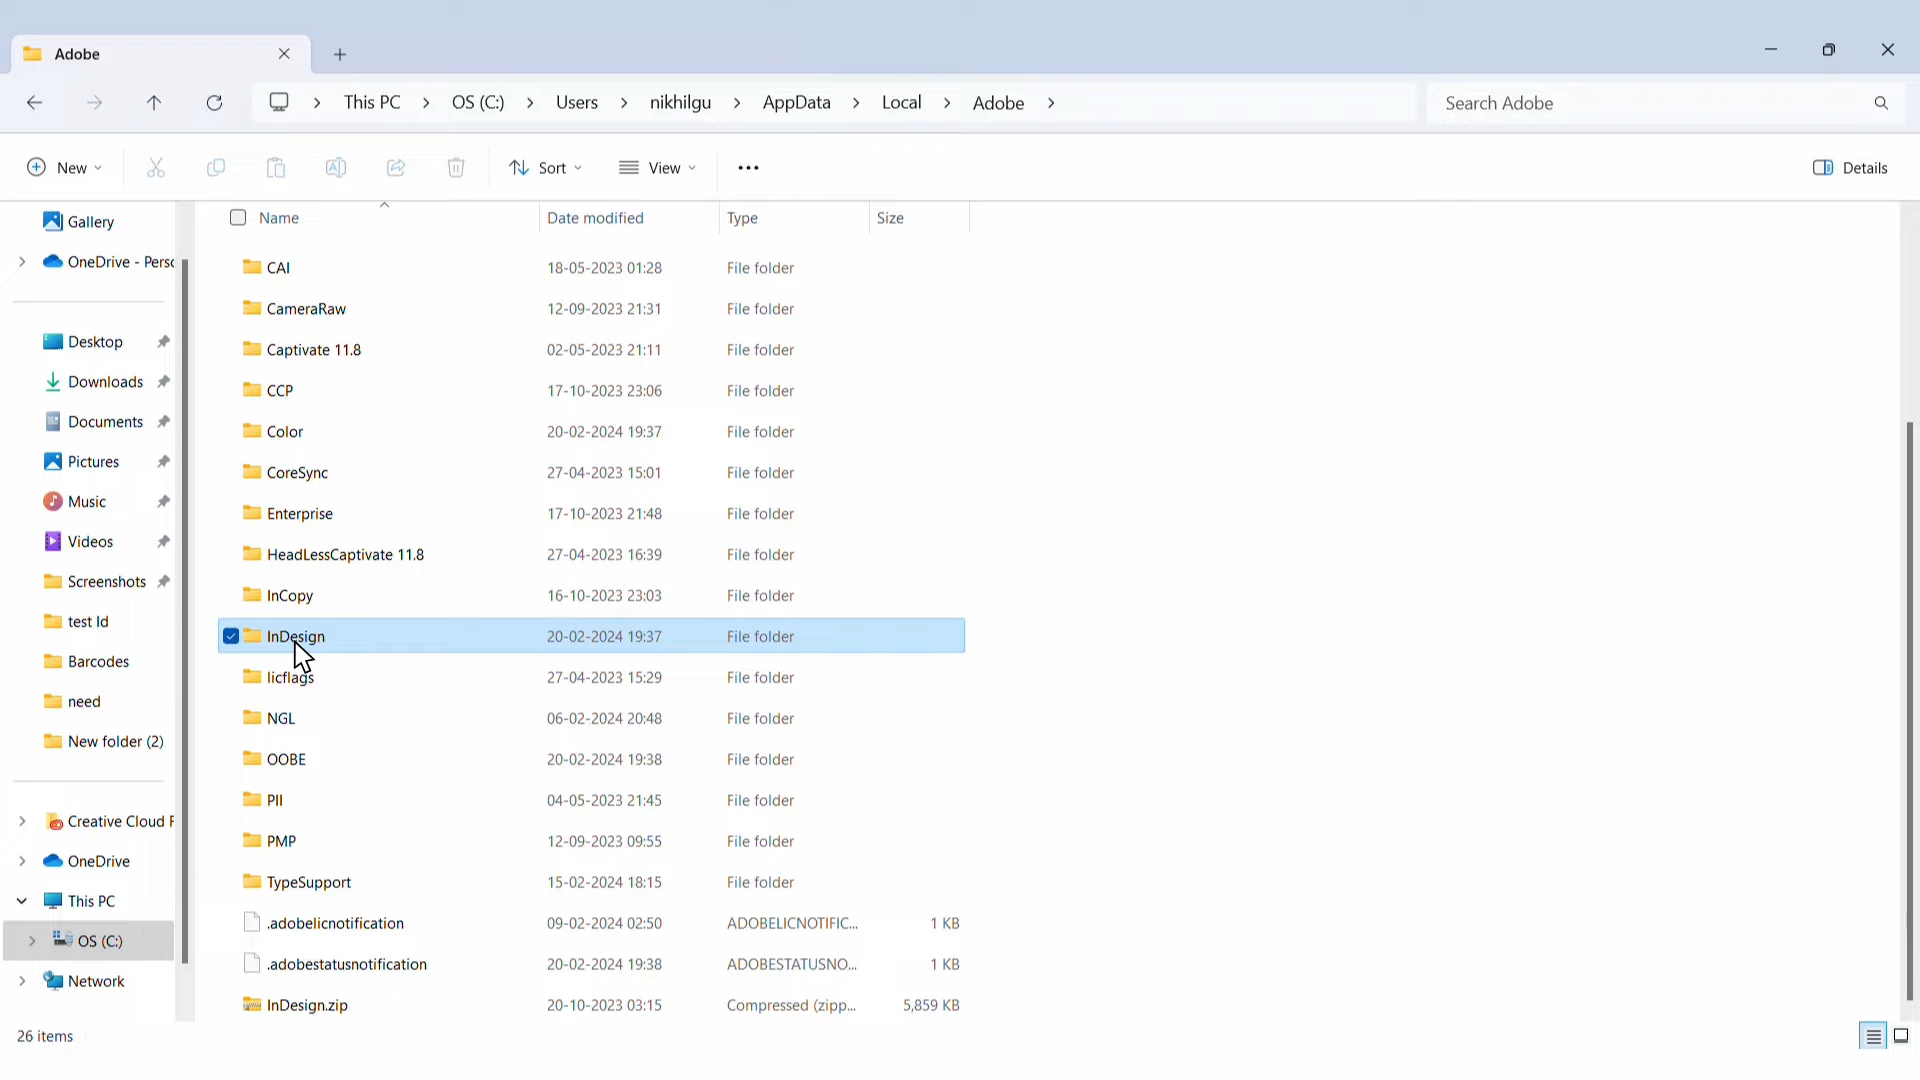 Adobe
This PC > OS (C:) > Users > nikhilgu > AppData > Local > Adobe >
Search Adobe
New
Sort
View
Details
Gallery
OneDrive - Perso
Desktop
Downloads
Documents
Pictures
Music
Videos
Screenshots
test Id
Barcodes
need
New folder (2)
Creative Cloud F
OneDrive
This PC
OS (C:)
Network
Name Date modified Type Size
CAI 18-05-2023 01:28 File folder
CameraRaw 12-09-2023 21:31 File folder
Captivate 11.8 02-05-2023 21:11 File folder
CCP 17-10-2023 23:06 File folder
Color 20-02-2024 19:37 File folder
CoreSync 27-04-2023 15:01 File folder
Enterprise 17-10-2023 21:48 File folder
HeadLessCaptivate 11.8 27-04-2023 16:39 File folder
InCopy 16-10-2023 23:03 File folder
InDesign 20-02-2024 19:37 File folder
licflags 27-04-2023 15:29 File folder
NGL 06-02-2024 20:48 File folder
OOBE 20-02-2024 19:38 File folder
PII 04-05-2023 21:45 File folder
PMP 12-09-2023 09:55 File folder
TypeSupport 15-02-2024 18:15 File folder
.adobelicnotification 09-02-2024 02:50 ADOBELICNOTIFIC... 1 KB
.adobestatusnotification 20-02-2024 19:38 ADOBESTATUSNO... 1 KB
InDesign.zip 20-10-2023 03:15 Compressed (zipp... 5,859 KB
26 items